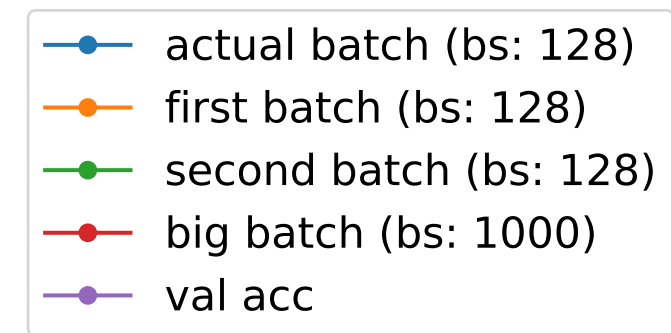 actual batch (bs: 128)
first batch (bs: 128)
second batch (bs: 128)
big batch (bs: 1000)
val acc